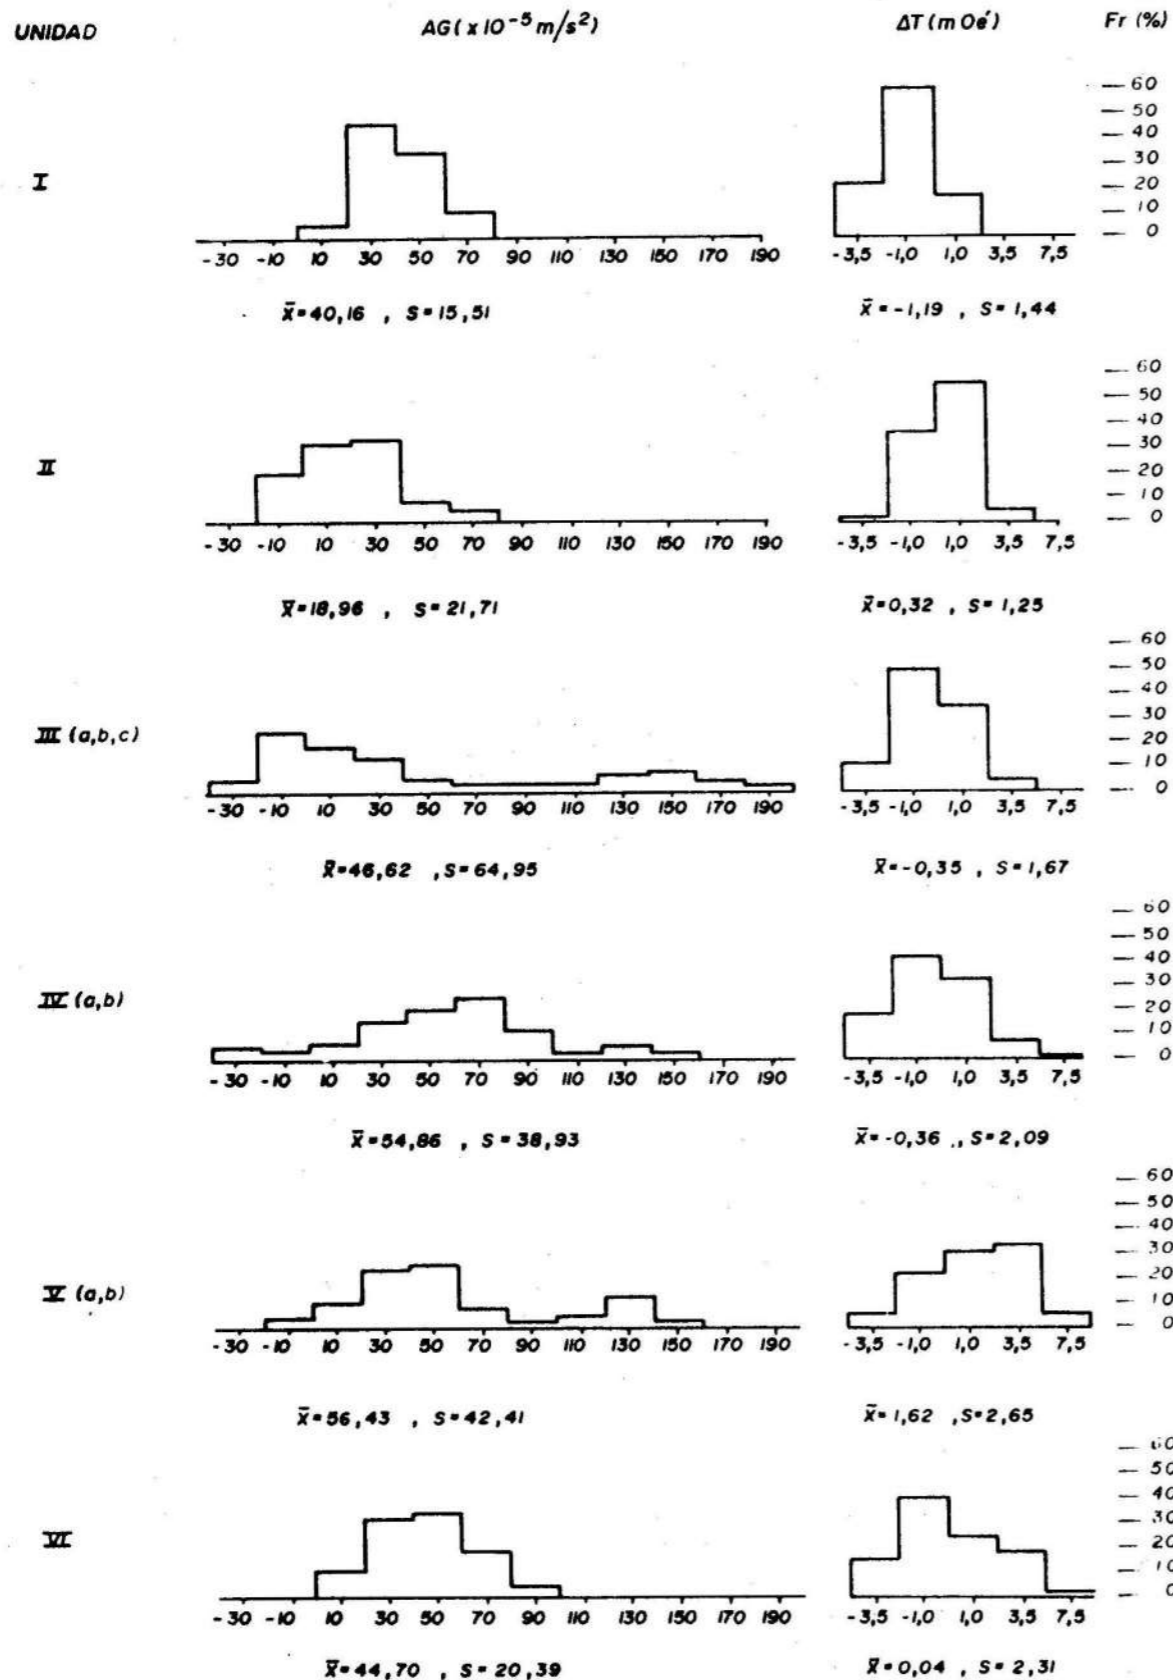 UNIDAD AG(x10⁻⁵ m/s²) ΔT(m Oé) Fr (%)
60
50
40
30
I
20
10
0
-30 -10 10 30 50 70 90 110 130 150 170 190 -3,5 -1,0 1,0 3,5 7,5
x̄=40,16 , S=15,51 x̄=-1,19 , S=1,44
60
50
40
30
II
20
10
0
-30 -10 10 30 50 70 90 110 130 150 170 190 -3,5 -1,0 1,0 3,5 7,5
x̄=18,96 , S=21,71 x̄=0,32 , S=1,25
60
50
40
30
III (a,b,c)
20
10
0
-30 -10 10 30 50 70 90 110 130 150 170 190 -3,5 -1,0 1,0 3,5 7,5
x̄=46,62 , S=64,95 x̄=-0,35 , S=1,67
60
50
40
30
IV (a,b)
20
10
0
-30 -10 10 30 50 70 90 110 130 150 170 190 -3,5 -1,0 1,0 3,5 7,5
x̄=54,86 , S=38,93 x̄=-0,36 , S=2,09
60
50
40
30
V (a,b)
20
10
0
-30 -10 10 30 50 70 90 110 130 150 170 190 -3,5 -1,0 1,0 3,5 7,5
x̄=56,43 , S=42,41 x̄=1,62 , S=2,65
60
50
40
30
VI
20
10
0
-30 -10 10 30 50 70 90 110 130 150 170 190 -3,5 -1,0 1,0 3,5 7,5
x̄=44,70 , S=20,39 x̄=0,04 , S=2,31